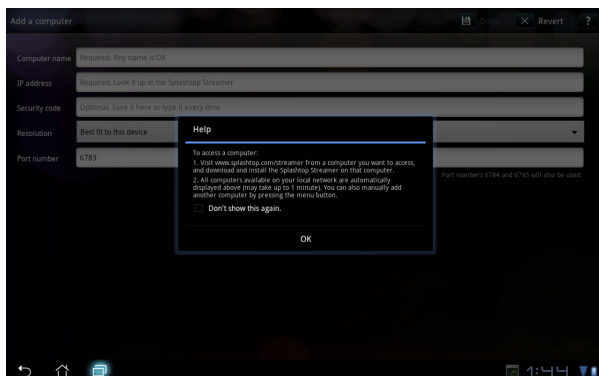 Add a computer
Done
Revert
?
Computer name
Required. Any name is OK
IP address
Required. Look it up in the Splashtop Streamer
Security code
Optional. Save it here or type it every time
Resolution
Best fit to this device
Port number
6783
Port numbers 6784 and 6785 will also be used.
Help
To access a computer:
1. Visit www.splashtop.com/streamer from a computer you want to access,
and download and install the Splashtop Streamer on that computer.
2. All computers available on your local network are automatically
displayed above (may take up to 1 minute). You can also manually add
another computer by pressing the menu button.
Don't show this again.
OK
1:44